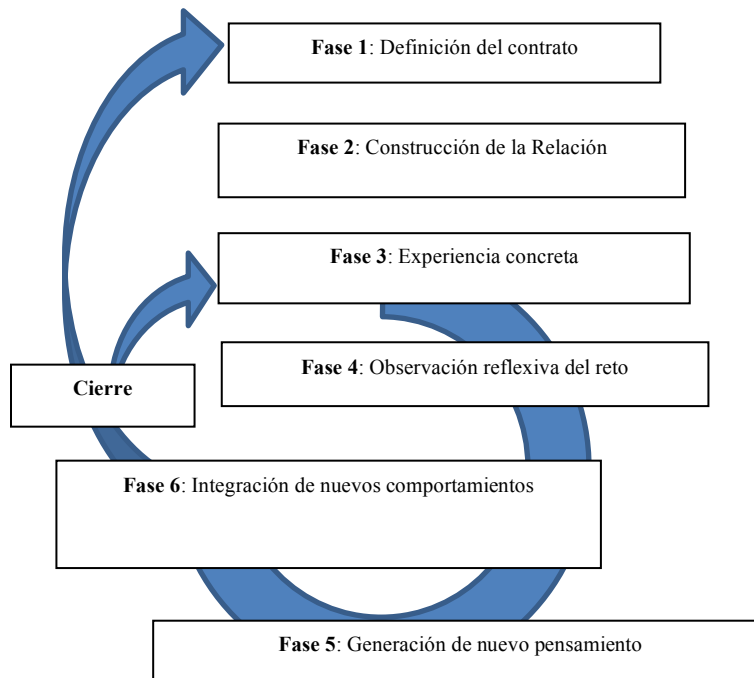 Fase 1: Definición del contrato
Fase 2: Construcción de la Relación
Fase 3: Experiencia concreta
Fase 4: Observación reflexiva del reto
Cierre
Fase 6: Integración de nuevos comportamientos
Fase 5: Generación de nuevo pensamiento